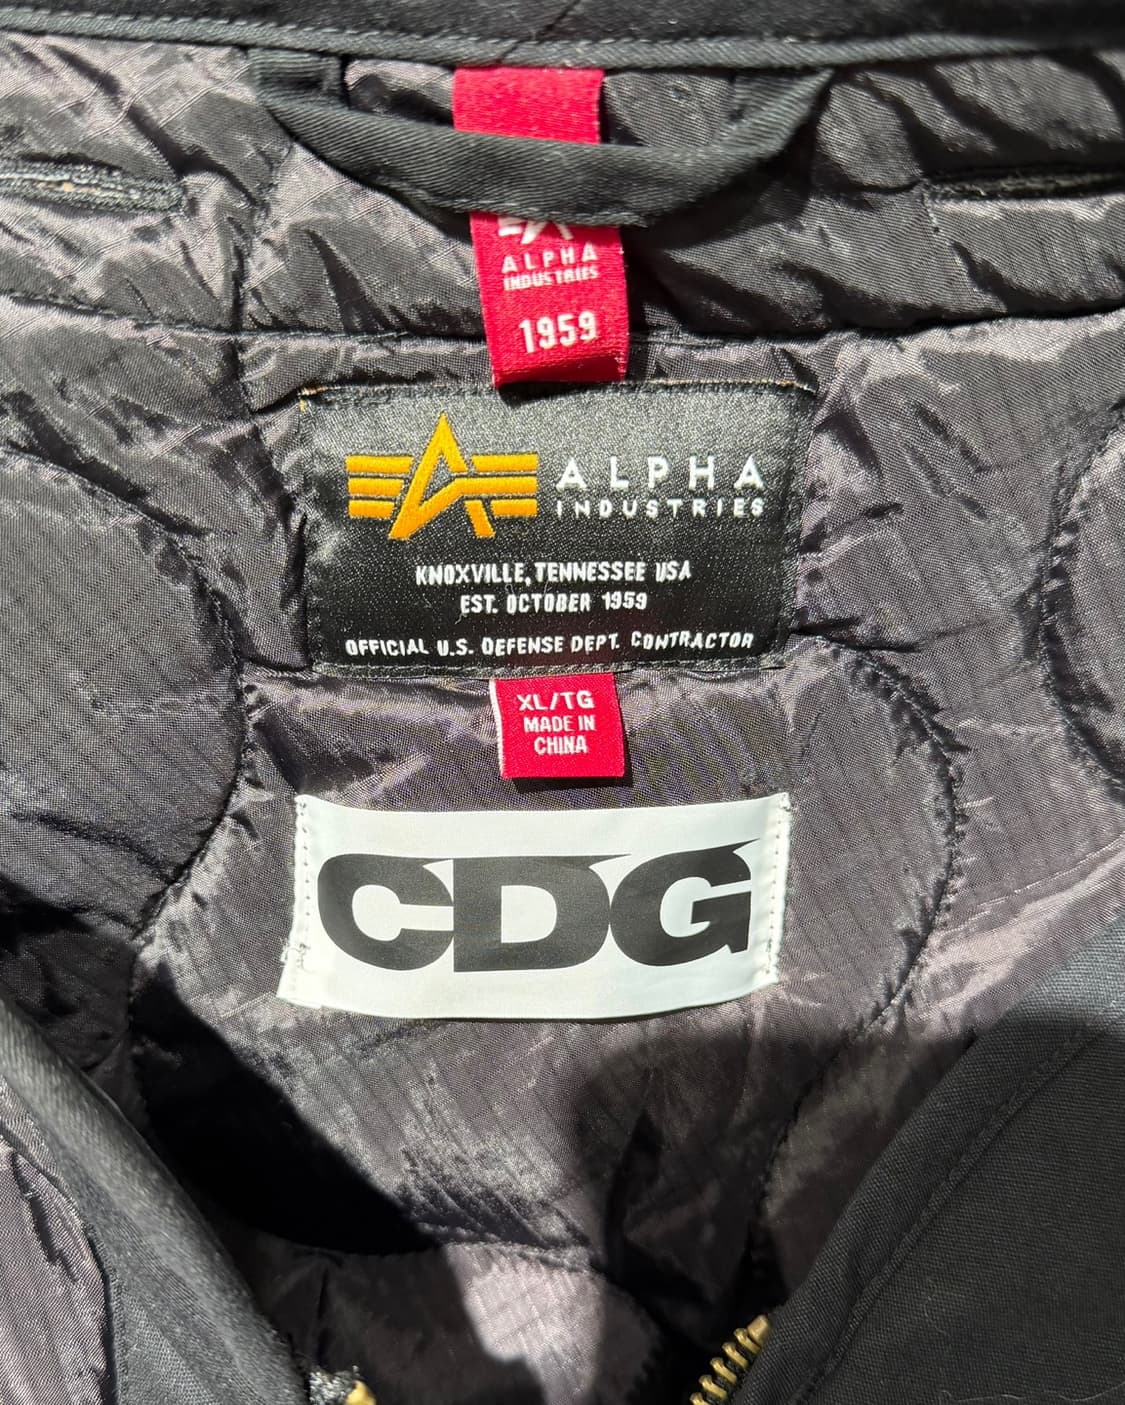 ALPHA
INDUSTRIES
1959
ALPHA
INDUSTRIES
KNOXVILLE, TENNESSEE USA
EST. OCTOBER 1959
OFFICIAL U.S. DEFENSE DEPT. CONTRACTOR
XL/TG
MADE IN
CHINA
CDG